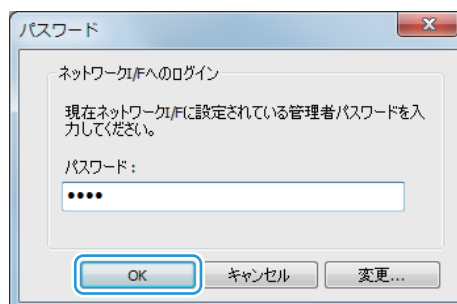 パスワード
ネットワークI/Fへのログイン
現在ネットワークI/Fに設定されている管理者パスワードを入
力してください。
パスワード：
••••
OK
キャンセル
変更...